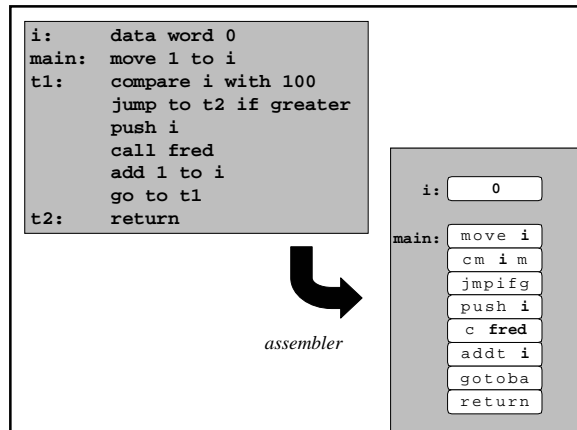 i: data word 0
main: move 1 to i
t1: compare i with 100
jump to t2 if greater
push i
call fred
add 1 to i
go to t1
t2: return
assembler
i: 0
main: move i
cm i m
jmpifg
push i
c fred
addt i
gotoba
return